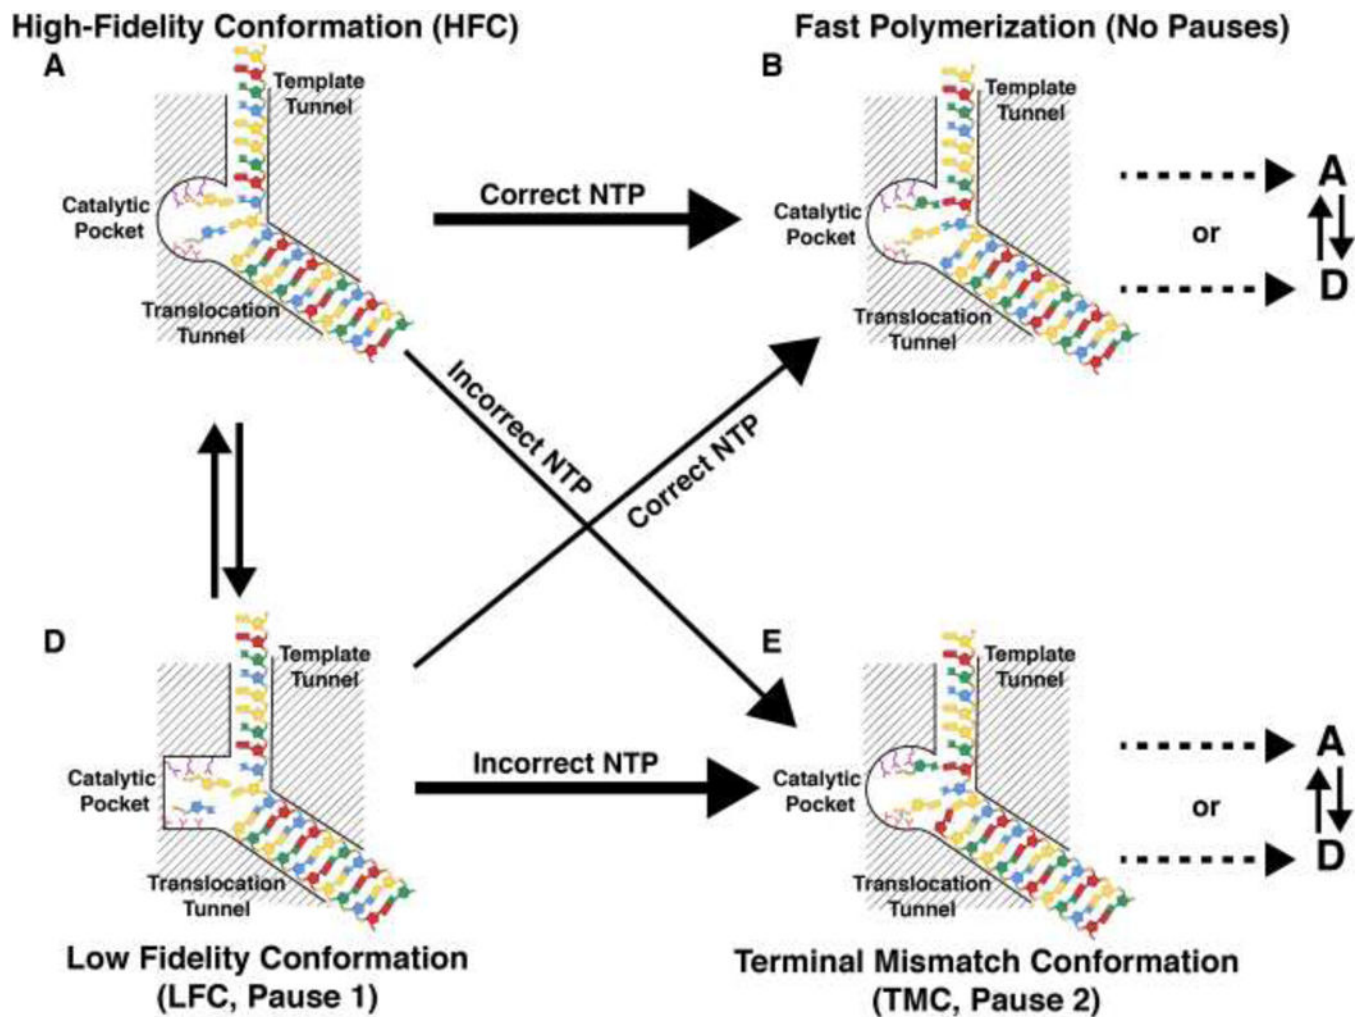 High-Fidelity Conformation (HFC)
A
Template
Tunnel
Catalytic
Pocket
Translocation
Tunnel
Correct NTP
Fast Polymerization (No Pauses)
B
Template
Tunnel
Catalytic
Pocket
Translocation
Tunnel
A
or
D
Incorrect NTP
Correct NTP
D
Template
Tunnel
Catalytic
Pocket
Translocation
Tunnel
Low Fidelity Conformation
(LFC, Pause 1)
Incorrect NTP
E
Template
Tunnel
Catalytic
Pocket
Translocation
Tunnel
Terminal Mismatch Conformation
(TMC, Pause 2)
A
or
D